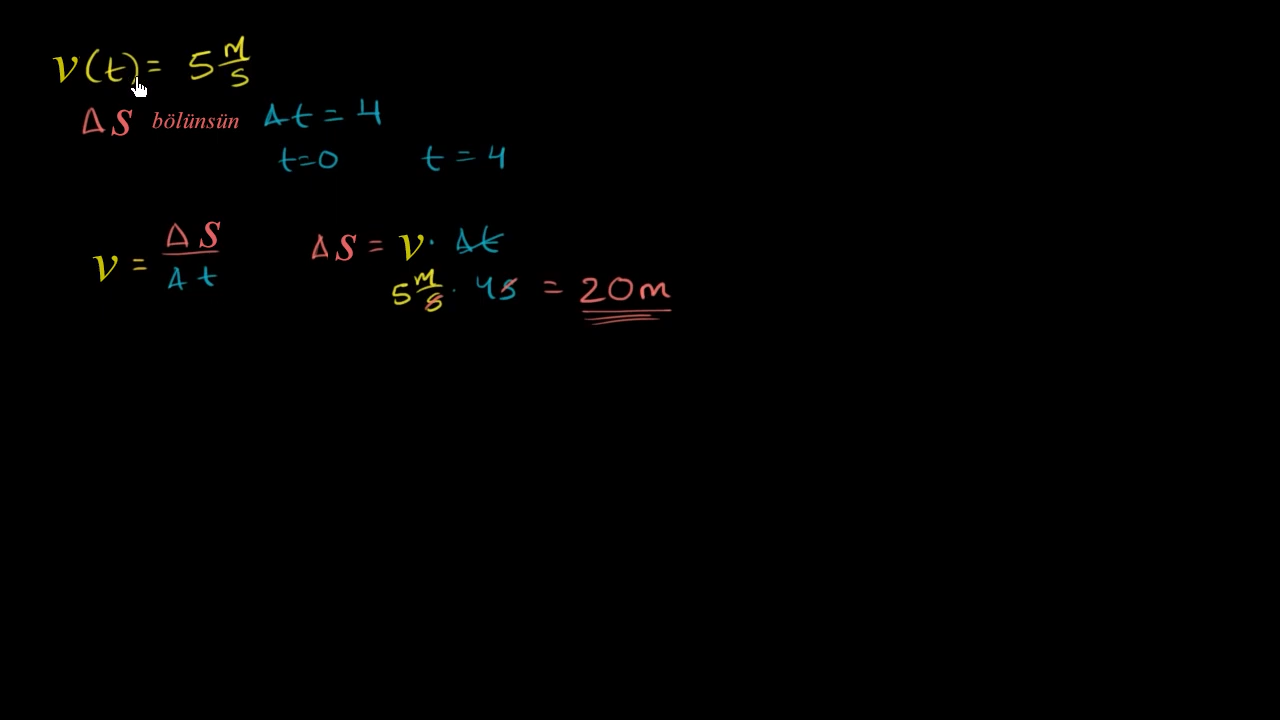 v(t) = 5 m/s
Δs bölünsün Δt = 4
t=0 t = 4
v = Δs/Δt Δs = v · Δt
5 m/s · 4s = 20m